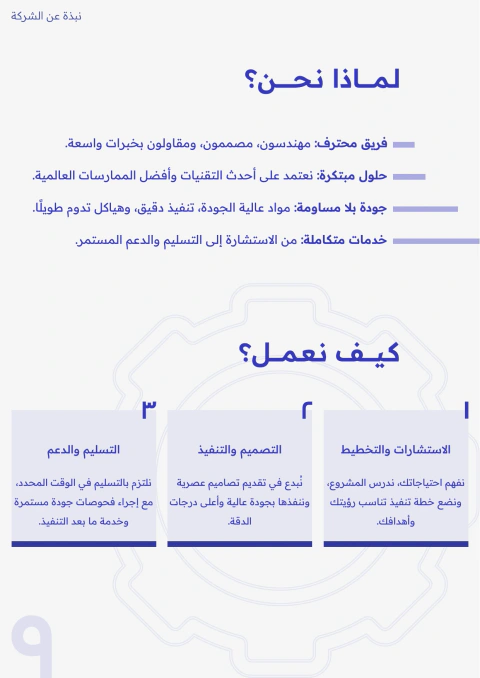 نبذة عن الشركة
لمـاذا نحـــن؟
فريق محترف: مهندسون، مصممون، ومقاولون بخبرات واسعة.
حلول مبتكرة: نعتمد على أحدث التقنيات وأفضل الممارسات العالمية.
جودة بلا مساومة: مواد عالية الجودة، تنفيذ دقيق، وهياكل تدوم طويلًا.
خدمات متكاملة: من الاستشارة إلى التسليم والدعم المستمر.
كيـف نعمـل؟
١
الاستشارات والتخطيط
نفهم احتياجاتك، ندرس المشروع،
ونضع خطة تنفيذ تناسب رؤيتك
وأهدافك.
٢
التصميم والتنفيذ
نُبدع في تقديم تصاميم عصرية
وننفذها بجودة عالية وأعلى درجات
الدقة.
٣
التسليم والدعم
نلتزم بالتسليم في الوقت المحدد،
مع إجراء فحوصات جودة مستمرة
وخدمة ما بعد التنفيذ.
٩